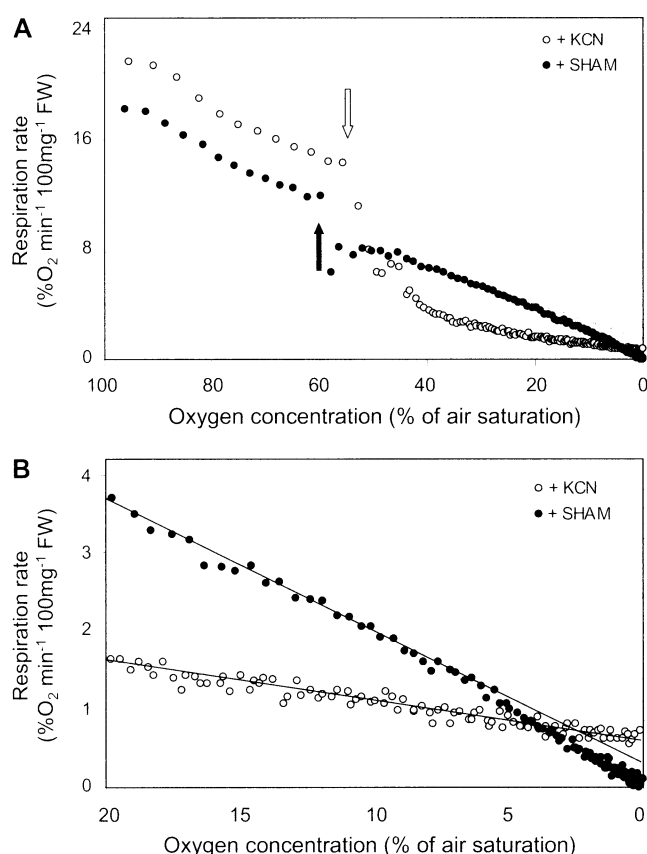 A
24
16
8
0
Respiration rate
(%O₂ min⁻¹ 100mg⁻¹ FW)
+ KCN
+ SHAM
100 80 60 40 20 0
Oxygen concentration (% of air saturation)
B
4
3
2
1
0
Respiration rate
(%O₂ min⁻¹ 100mg⁻¹ FW)
+ KCN
+ SHAM
20 15 10 5 0
Oxygen concentration (% of air saturation)